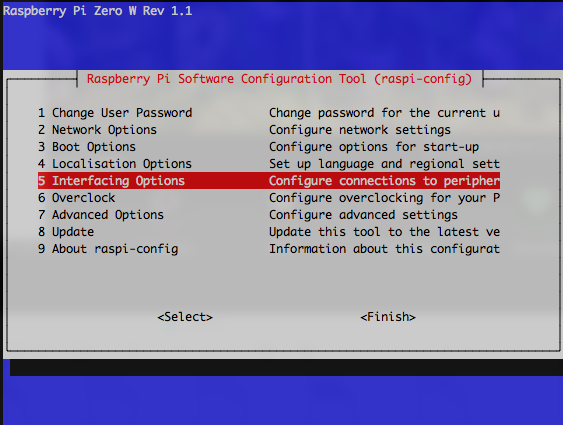 Raspberry Pi Zero W Rev 1.1
Raspberry Pi Software Configuration Tool (raspi-config)
1 Change User Password Change password for the current u
2 Network Options Configure network settings
3 Boot Options Configure options for start-up
4 Localisation Options Set up language and regional sett
5 Interfacing Options Configure connections to peripher
6 Overclock Configure overclocking for your P
7 Advanced Options Configure advanced settings
8 Update Update this tool to the latest ve
9 About raspi-config Information about this configurat
<Select> <Finish>